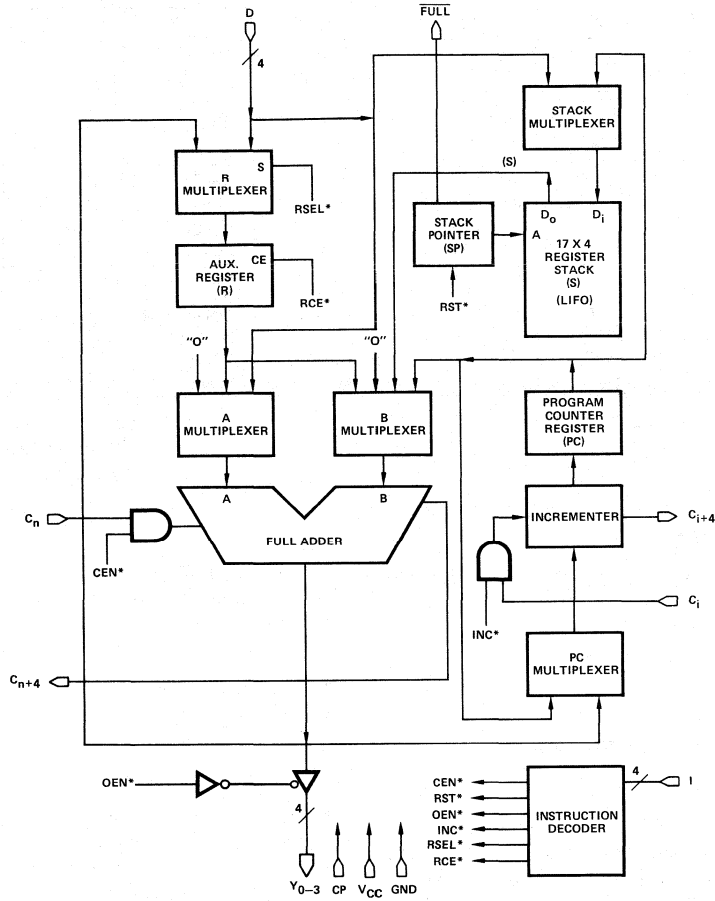 D
FULL
4
STACK
MULTIPLEXER
(S)
S
R
MULTIPLEXER
RSEL*
Do
Di
A
STACK
POINTER
(SP)
17 X 4
REGISTER
STACK
(S)
(LIFO)
CE
AUX.
REGISTER
(R)
RCE*
RST*
"O"
"O"
A
MULTIPLEXER
B
MULTIPLEXER
PROGRAM
COUNTER
REGISTER
(PC)
A
B
Cn
FULL ADDER
CEN*
INCREMENTER
Ci+4
Ci
INC*
PC
MULTIPLEXER
Cn+4
OEN*
4
CEN*
RST*
OEN*
INC*
RSEL*
RCE*
INSTRUCTION
DECODER
4
I
Y0–3
CP
VCC
GND